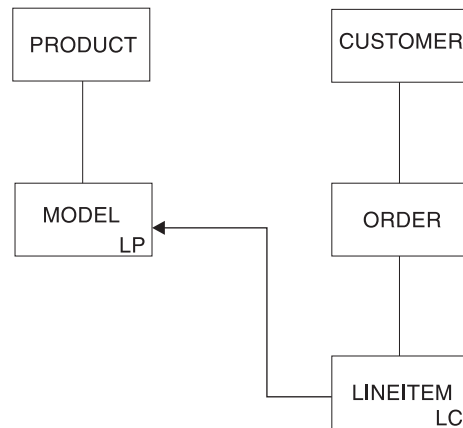 PRODUCT
CUSTOMER
MODEL
LP
ORDER
LINEITEM
LC